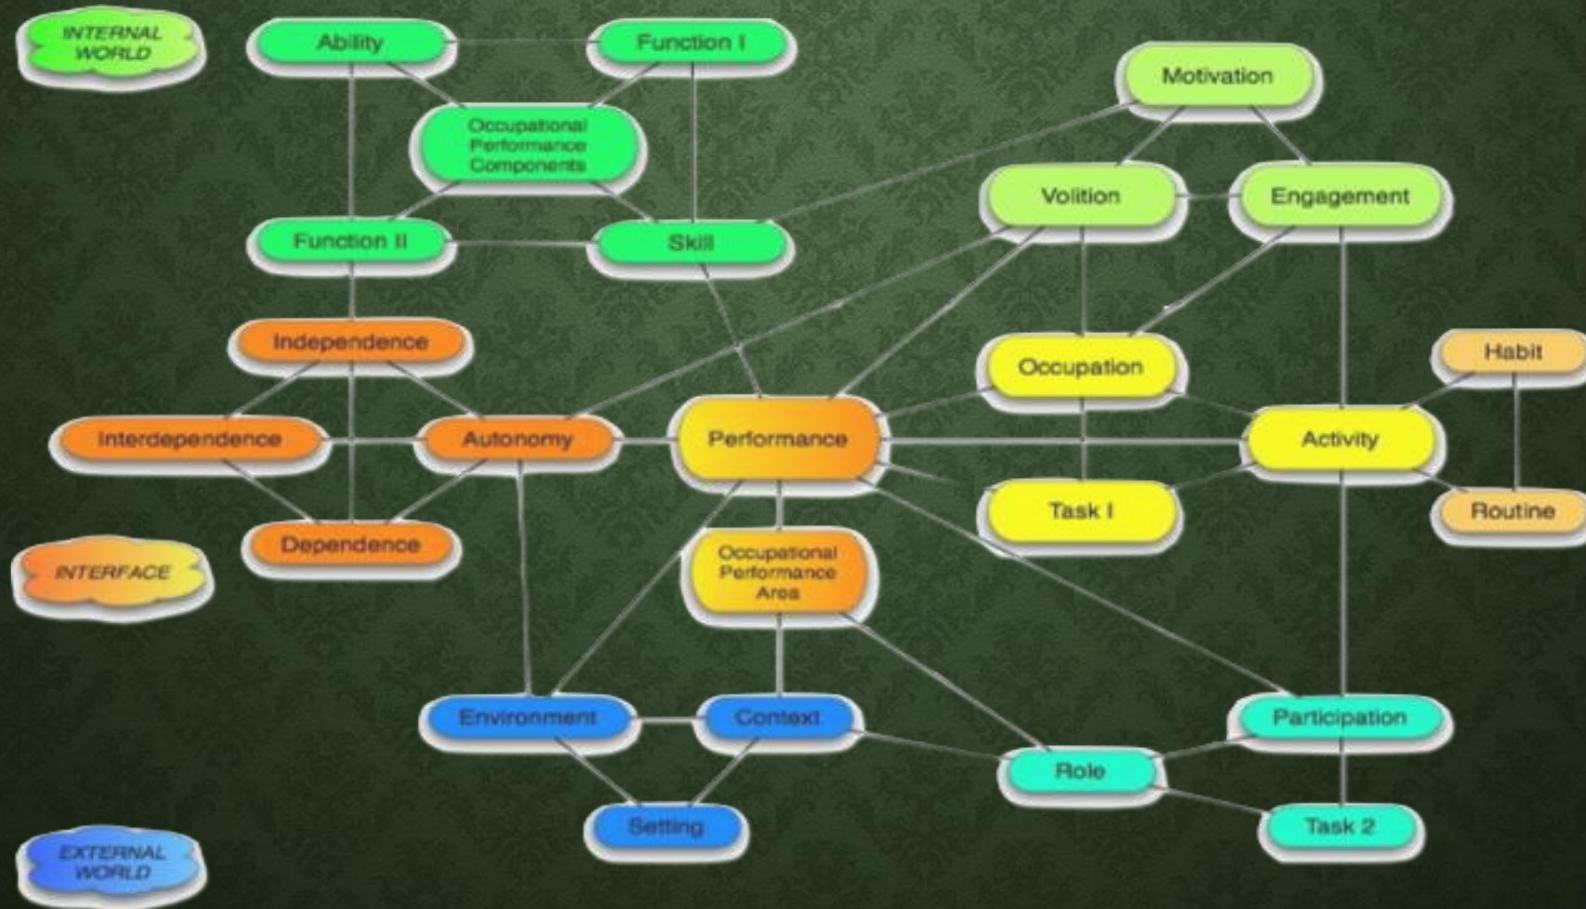 INTERNAL
WORLD
Ability
Function I
Motivation
Occupational
Performance
Components
Volition
Engagement
Function II
Skill
Independence
Occupation
Habit
Interdependence
Autonomy
Performance
Activity
Task I
Routine
Dependence
INTERFACE
Occupational
Performance
Area
Environment
Context
Participation
Role
Setting
Task 2
EXTERNAL
WORLD